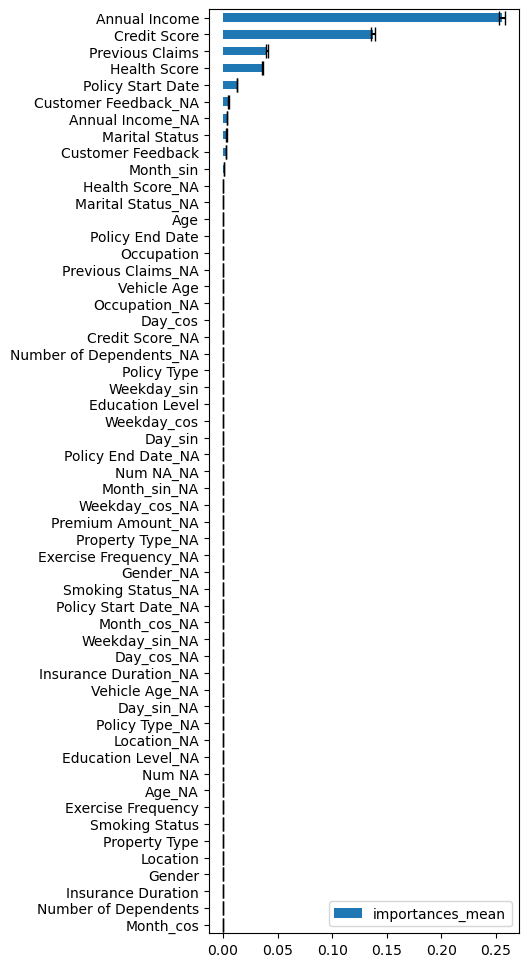 Annual Income
Credit Score
Previous Claims
Health Score
Policy Start Date
Customer Feedback_NA
Annual Income_NA
Marital Status
Customer Feedback
Month_sin
Health Score_NA
Marital Status_NA
Age
Policy End Date
Occupation
Previous Claims_NA
Vehicle Age
Occupation_NA
Day_cos
Credit Score_NA
Number of Dependents_NA
Policy Type
Weekday_sin
Education Level
Weekday_cos
Day_sin
Policy End Date_NA
Num NA_NA
Month_sin_NA
Weekday_cos_NA
Premium Amount_NA
Property Type_NA
Exercise Frequency_NA
Gender_NA
Smoking Status_NA
Policy Start Date_NA
Month_cos_NA
Weekday_sin_NA
Day_cos_NA
Insurance Duration_NA
Vehicle Age_NA
Day_sin_NA
Policy Type_NA
Location_NA
Education Level_NA
Num NA
Age_NA
Exercise Frequency
Smoking Status
Property Type
Location
Gender
Insurance Duration
Number of Dependents
Month_cos
importances_mean
0.00 0.05 0.10 0.15 0.20 0.25